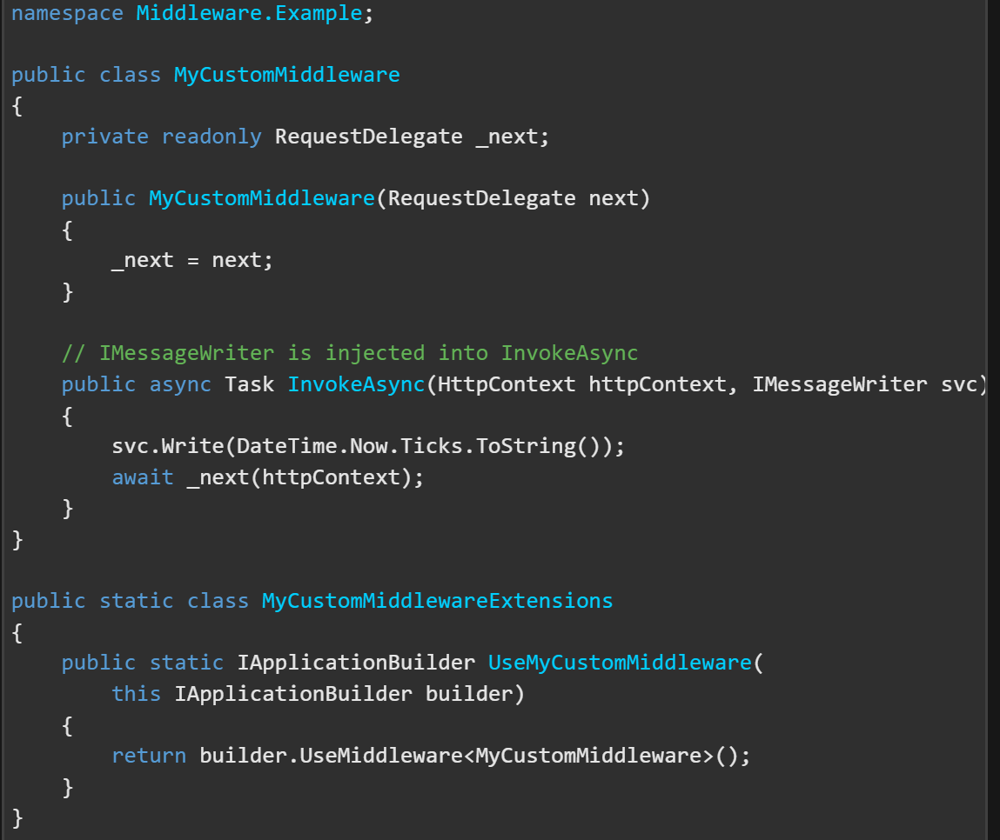 namespace Middleware.Example;
public class MyCustomMiddleware
{
    private readonly RequestDelegate _next;
    public MyCustomMiddleware(RequestDelegate next)
    {
        _next = next;
    }
    // IMessageWriter is injected into InvokeAsync
    public async Task InvokeAsync(HttpContext httpContext, IMessageWriter svc)
    {
        svc.Write(DateTime.Now.Ticks.ToString());
        await _next(httpContext);
    }
}
public static class MyCustomMiddlewareExtensions
{
    public static IApplicationBuilder UseMyCustomMiddleware(
        this IApplicationBuilder builder)
    {
        return builder.UseMiddleware<MyCustomMiddleware>();
    }
}